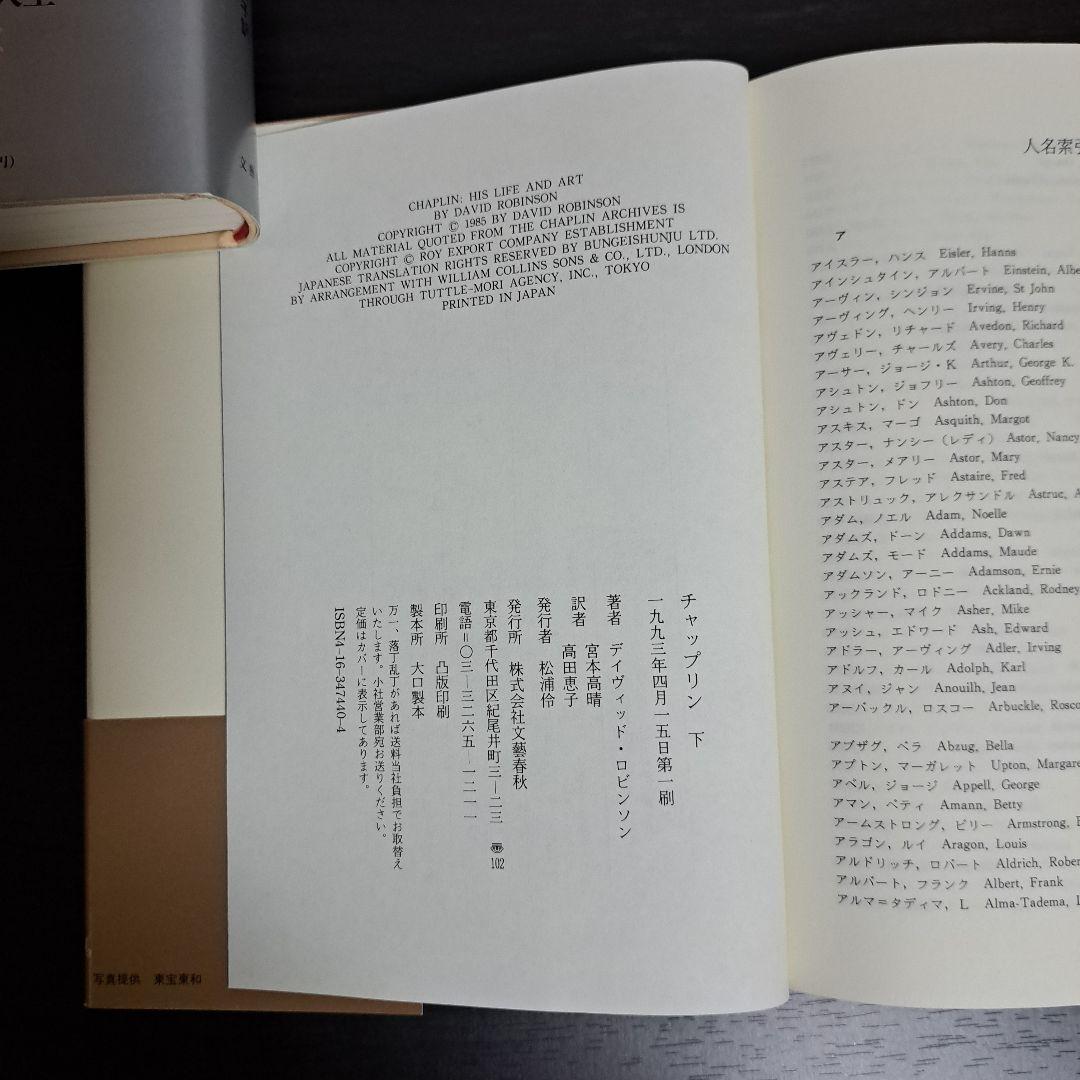 CHAPLIN: HIS LIFE AND ART
BY DAVID ROBINSON
COPYRIGHT © 1985 BY DAVID ROBINSON
ALL MATERIAL QUOTED FROM THE CHAPLIN ARCHIVES IS
COPYRIGHT © ROY EXPORT COMPANY ESTABLISHMENT
JAPANESE TRANSLATION RIGHTS RESERVED BY BUNGEISHUNJU LTD.
BY ARRANGEMENT WITH WILLIAM COLLINS SONS & CO., LTD., LONDON
THROUGH TUTTLE-MORI AGENCY, INC., TOKYO
PRINTED IN JAPAN
チャップリン 下
一九九三年四月一五日第一刷
著者 デイヴィッド・ロビンソン
訳者 宮本高晴
高田恵子
発行者 松浦伶
発行所 株式会社文藝春秋
東京都千代田区紀尾井町三―二三 〠102
電話=〇三―三二六五―一二一一
印刷所 凸版印刷
製本所 大口製本
万一、落丁乱丁があれば送料当社負担でお取替え
いたします。小社営業部宛お送りください。
定価はカバーに表示してあります。
ISBN4-16-347440-4
写真提供 東宝東和
人名索引
ア
アイスラー, ハンス Eisler, Hanns
アインシュタイン, アルバート Einstein, Albe
アーヴィン, シンジョン Ervine, St John
アーヴィング, ヘンリー Irving, Henry
アヴェドン, リチャード Avedon, Richard
アヴェリー, チャールズ Avery, Charles
アーサー, ジョージ・K Arthur, George K.
アシュトン, ジョフリー Ashton, Geoffrey
アシュトン, ドン Ashton, Don
アスキス, マーゴ Asquith, Margot
アスター, ナンシー(レディ) Astor, Nancy
アスター, メアリー Astor, Mary
アステア, フレッド Astaire, Fred
アストリュック, アレクサンドル Astruc, A
アダム, ノエル Adam, Noelle
アダムズ, ドーン Addams, Dawn
アダムズ, モード Addams, Maude
アダムソン, アーニー Adamson, Ernie
アックランド, ロドニー Ackland, Rodney
アッシャー, マイク Asher, Mike
アッシュ, エドワード Ash, Edward
アドラー, アーヴィング Adler, Irving
アドルフ, カール Adolph, Karl
アヌイ, ジャン Anouilh, Jean
アーバックル, ロスコー Arbuckle, Rosco
アブザグ, ベラ Abzug, Bella
アプトン, マーガレット Upton, Margare
アペル, ジョージ Appell, George
アマン, ベティ Amann, Betty
アームストロング, ビリー Armstrong, B
アラゴン, ルイ Aragon, Louis
アルドリッチ, ロバート Aldrich, Rober
アルバート, フランク Albert, Frank
アルマ=タディマ, L Alma-Tadema, L